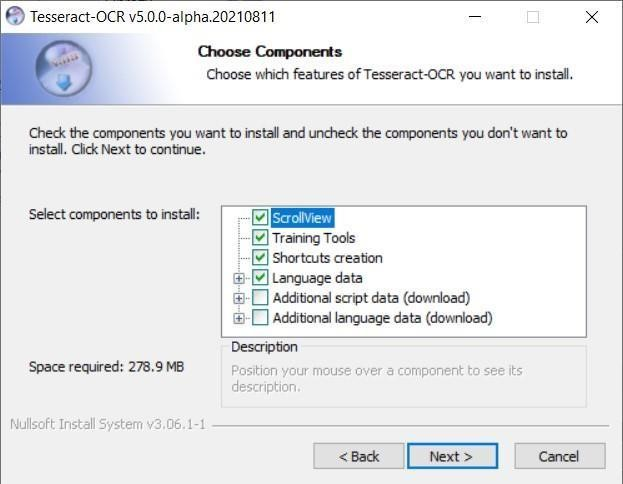 Tesseract-OCR v5.0.0-alpha.20210811
Choose Components
Choose which features of Tesseract-OCR you want to install.
Check the components you want to install and uncheck the components you don't want to
install. Click Next to continue.
Select components to install:
ScrollView
Training Tools
Shortcuts creation
Language data
Additional script data (download)
Additional language data (download)
Space required: 278.9 MB
Description
Position your mouse over a component to see its
description.
Nullsoft Install System v3.06.1-1
< Back
Next >
Cancel